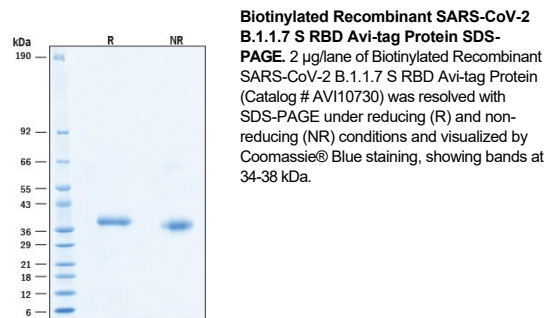 kDa
R NR
190
92
66
55
43
36
29
21
18
12
6
Biotinylated Recombinant SARS-CoV-2
B.1.1.7 S RBD Avi-tag Protein SDS-
PAGE. 2 µg/lane of Biotinylated Recombinant
SARS-CoV-2 B.1.1.7 S RBD Avi-tag Protein
(Catalog # AVI10730) was resolved with
SDS-PAGE under reducing (R) and non-
reducing (NR) conditions and visualized by
Coomassie® Blue staining, showing bands at
34-38 kDa.